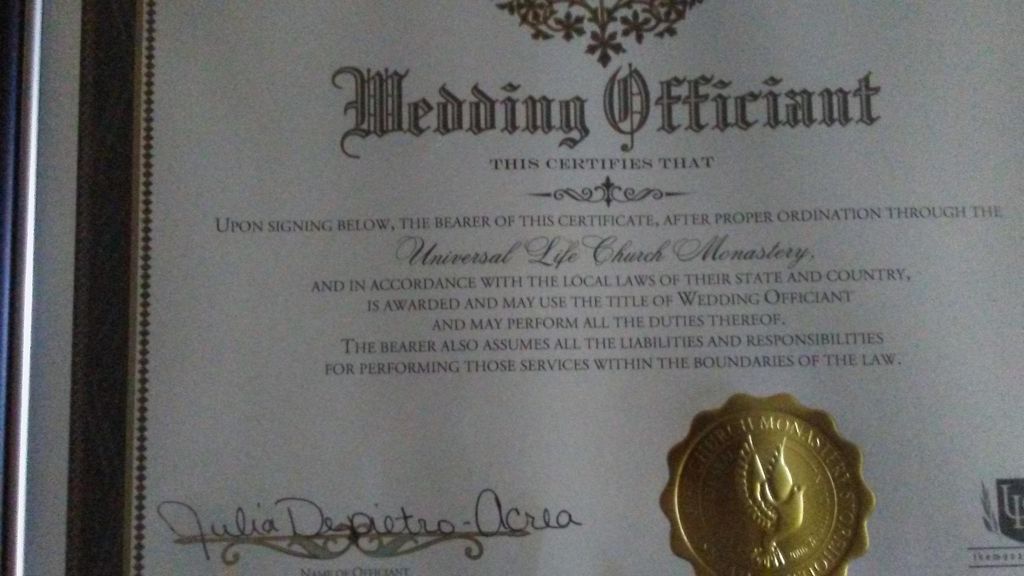 Wedding Officiant
THIS CERTIFIES THAT
UPON SIGNING BELOW, THE BEARER OF THIS CERTIFICATE, AFTER PROPER ORDINATION THROUGH THE
Universal Life Church Monastery,
AND IN ACCORDANCE WITH THE LOCAL LAWS OF THEIR STATE AND COUNTRY,
IS AWARDED AND MAY USE THE TITLE OF WEDDING OFFICIANT
AND MAY PERFORM ALL THE DUTIES THEREOF.
THE BEARER ALSO ASSUMES ALL THE LIABILITIES AND RESPONSIBILITIES
FOR PERFORMING THOSE SERVICES WITHIN THE BOUNDARIES OF THE LAW.
Julia Depietro-Acrea
NAME OF OFFICIANT
CHURCH MONASTERY